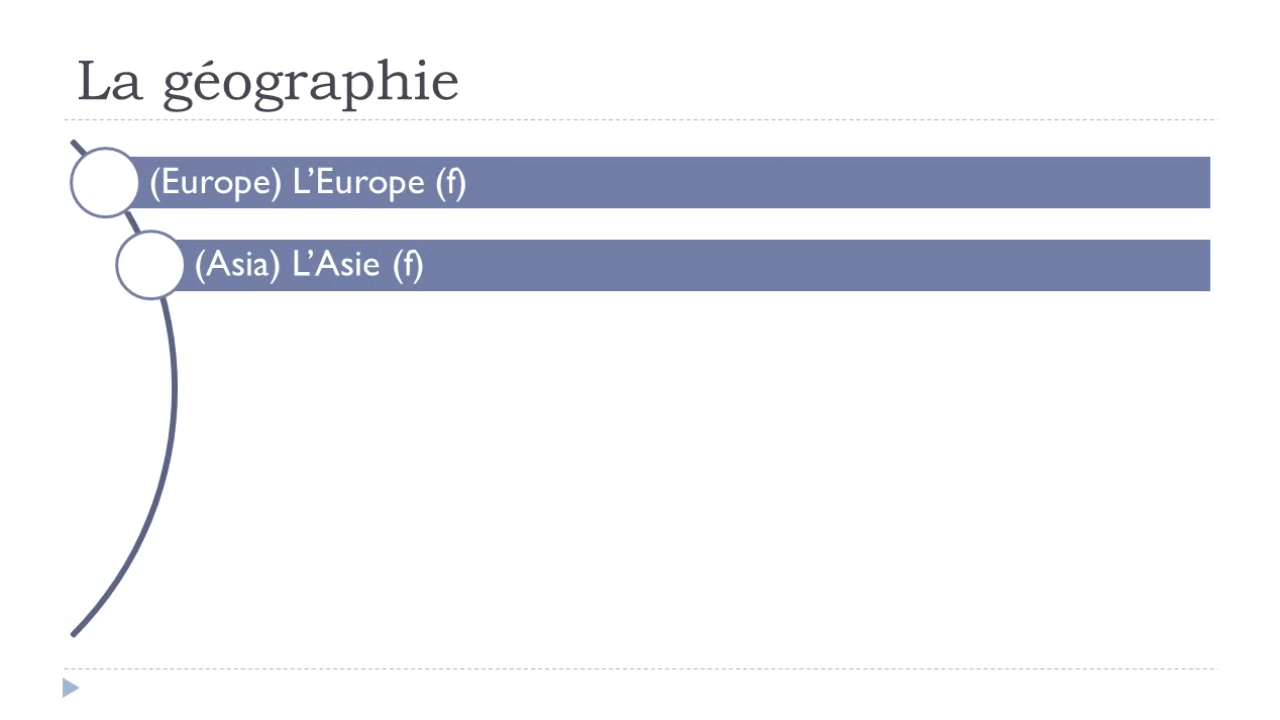 La géographie
(Europe) L’Europe (f)
(Asia) L’Asie (f)